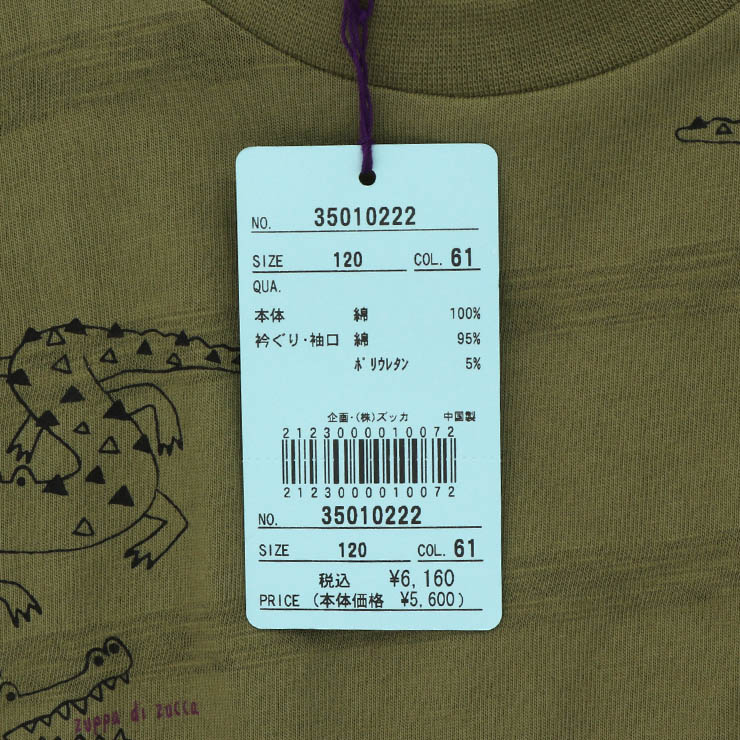 NO. 35010222
SIZE 120 COL. 61
QUA.
本体 綿 100%
衿ぐり・袖口 綿 95%
ﾎﾟﾘｳﾚﾀﾝ 5%
企画・(株)ズッカ 中国製
2123000010072
2123000010072
NO. 35010222
SIZE 120 COL. 61
税込 ¥6,160
PRICE (本体価格 ¥5,600)
zuppa di zucca